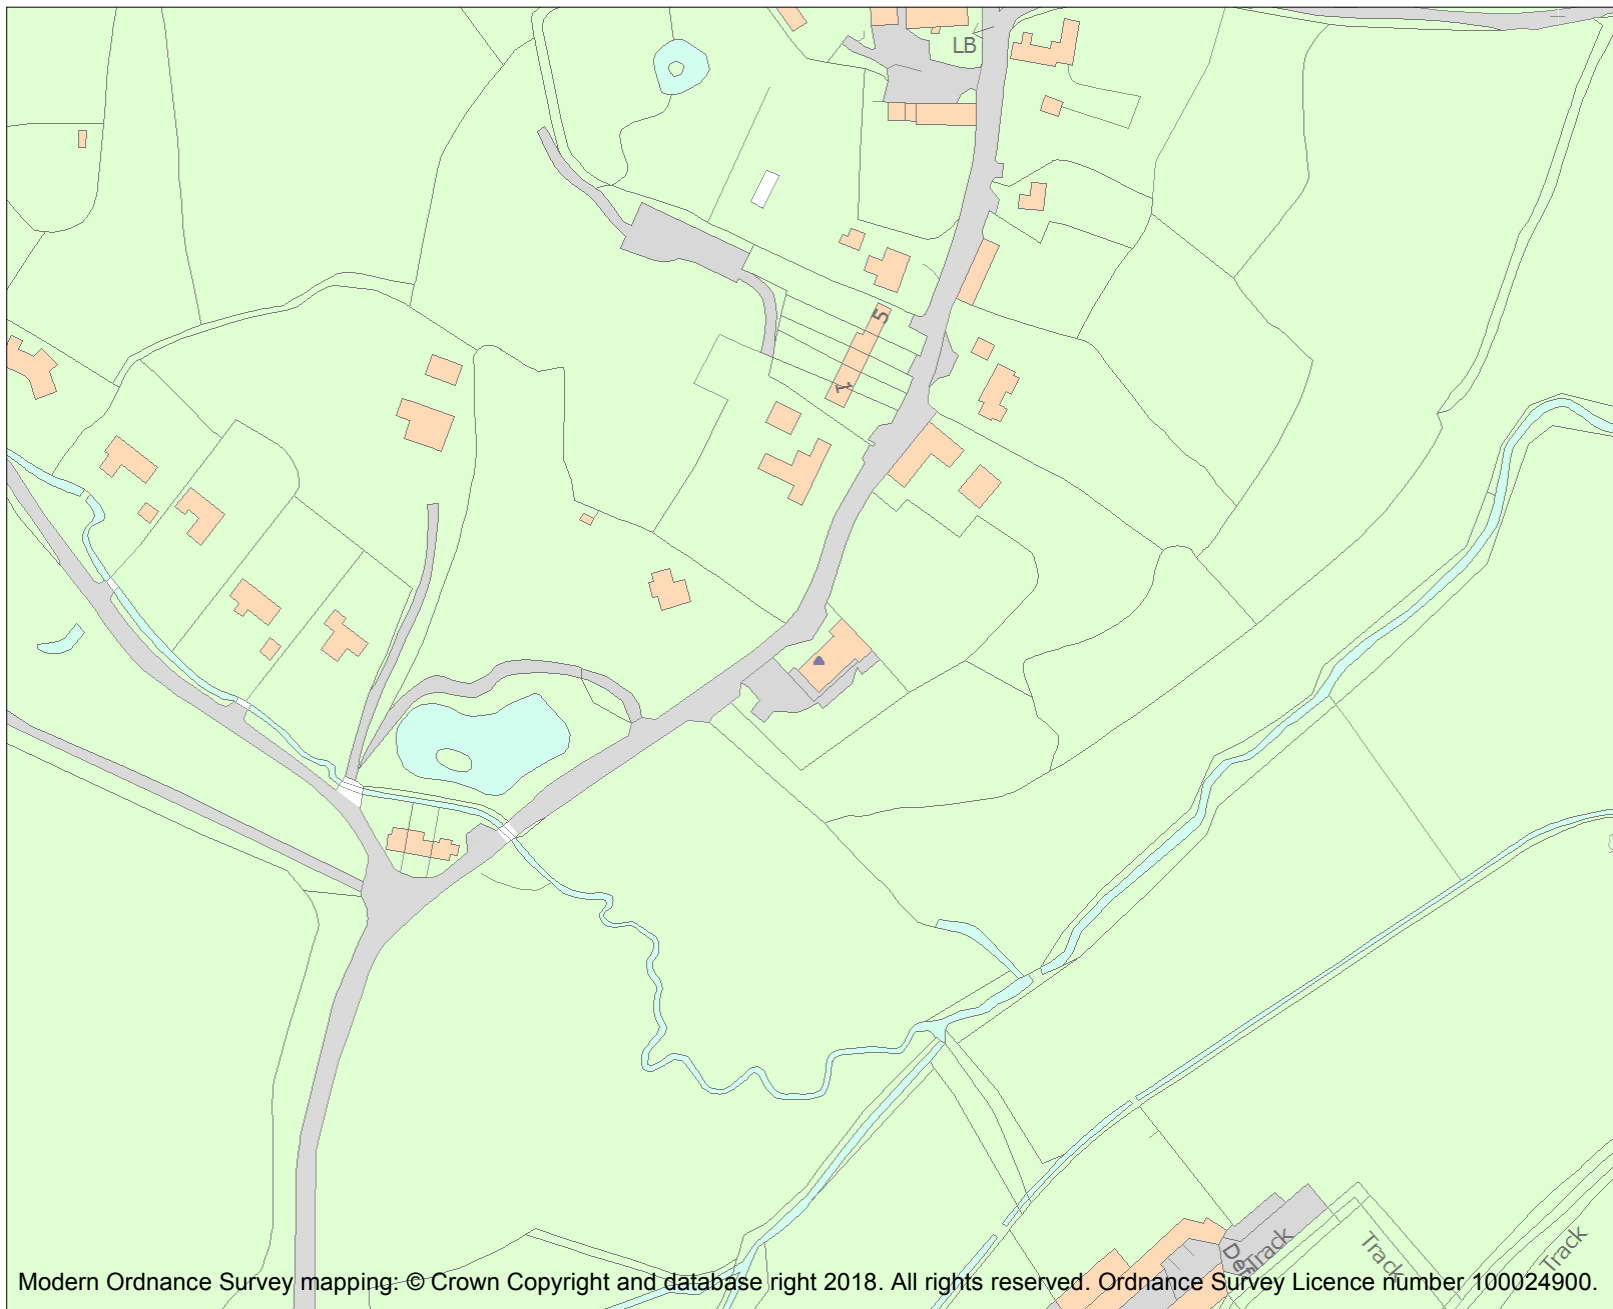 LB
5
1
Track
Track
Track
Modern Ordnance Survey mapping: © Crown Copyright and database right 2018. All rights reserved. Ordnance Survey Licence number 100024900.